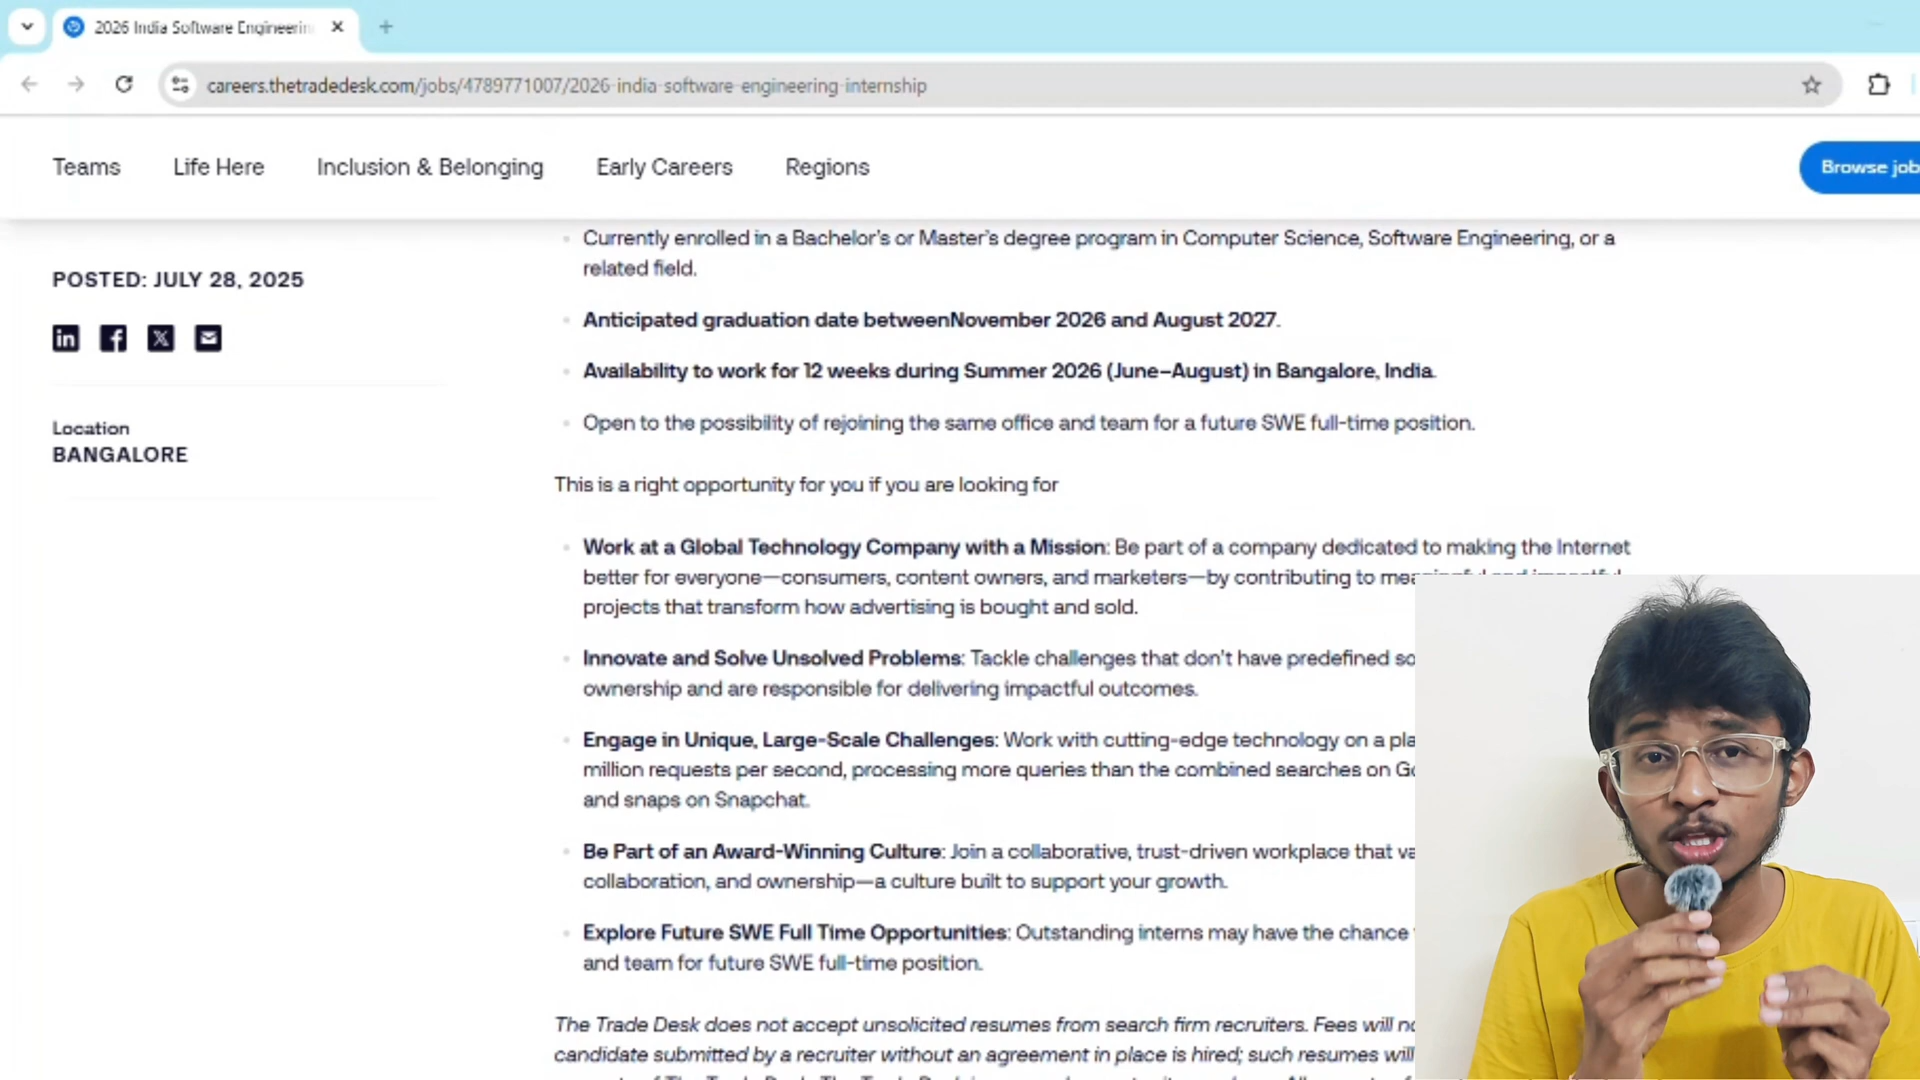 2026 India Software Engineerin
careers.thetradedesk.com/jobs/4789771007/2026-india-software-engineering-internship
Teams Life Here Inclusion & Belonging Early Careers Regions Browse job
POSTED: JULY 28, 2025
Location
BANGALORE
Currently enrolled in a Bachelor's or Master's degree program in Computer Science, Software Engineering, or a
related field.
Anticipated graduation date betweenNovember 2026 and August 2027.
Availability to work for 12 weeks during Summer 2026 (June–August) in Bangalore, India.
Open to the possibility of rejoining the same office and team for a future SWE full-time position.
This is a right opportunity for you if you are looking for
Work at a Global Technology Company with a Mission: Be part of a company dedicated to making the Internet
better for everyone—consumers, content owners, and marketers—by contributing to
projects that transform how advertising is bought and sold.
Innovate and Solve Unsolved Problems: Tackle challenges that don't have predefined so
ownership and are responsible for delivering impactful outcomes.
Engage in Unique, Large-Scale Challenges: Work with cutting-edge technology on a pla
million requests per second, processing more queries than the combined searches on Go
and snaps on Snapchat.
Be Part of an Award-Winning Culture: Join a collaborative, trust-driven workplace that va
collaboration, and ownership—a culture built to support your growth.
Explore Future SWE Full Time Opportunities: Outstanding interns may have the chance
and team for future SWE full-time position.
The Trade Desk does not accept unsolicited resumes from search firm recruiters. Fees will no
candidate submitted by a recruiter without an agreement in place is hired; such resumes will